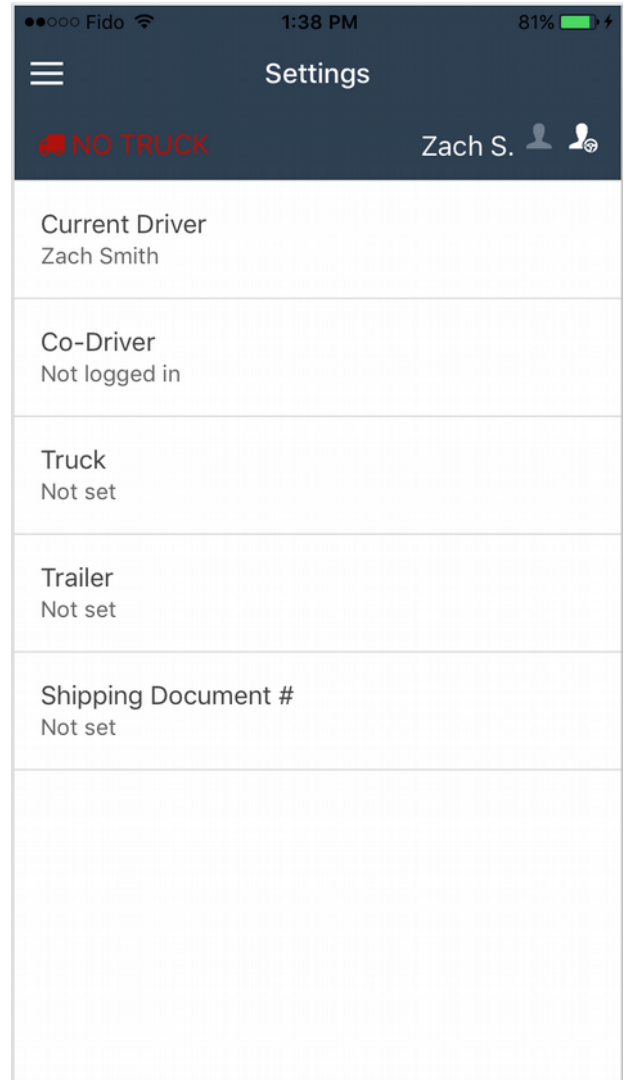 Fido 1:38 PM 81%
Settings
NO TRUCK Zach S.
Current Driver
Zach Smith
Co-Driver
Not logged in
Truck
Not set
Trailer
Not set
Shipping Document #
Not set